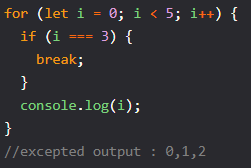 for (let i = 0; i < 5; i++) {
  if (i === 3) {
    break;
  }
  console.log(i);
}
//excepted output : 0,1,2